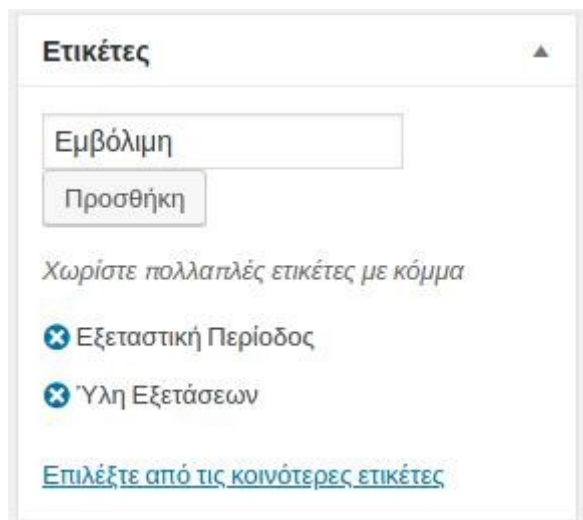 Ετικέτες
Εμβόλιμη
Προσθήκη
Χωρίστε πολλαπλές ετικέτες με κόμμα
Εξεταστική Περίοδος
Ύλη Εξετάσεων
Επιλέξτε από τις κοινότερες ετικέτες